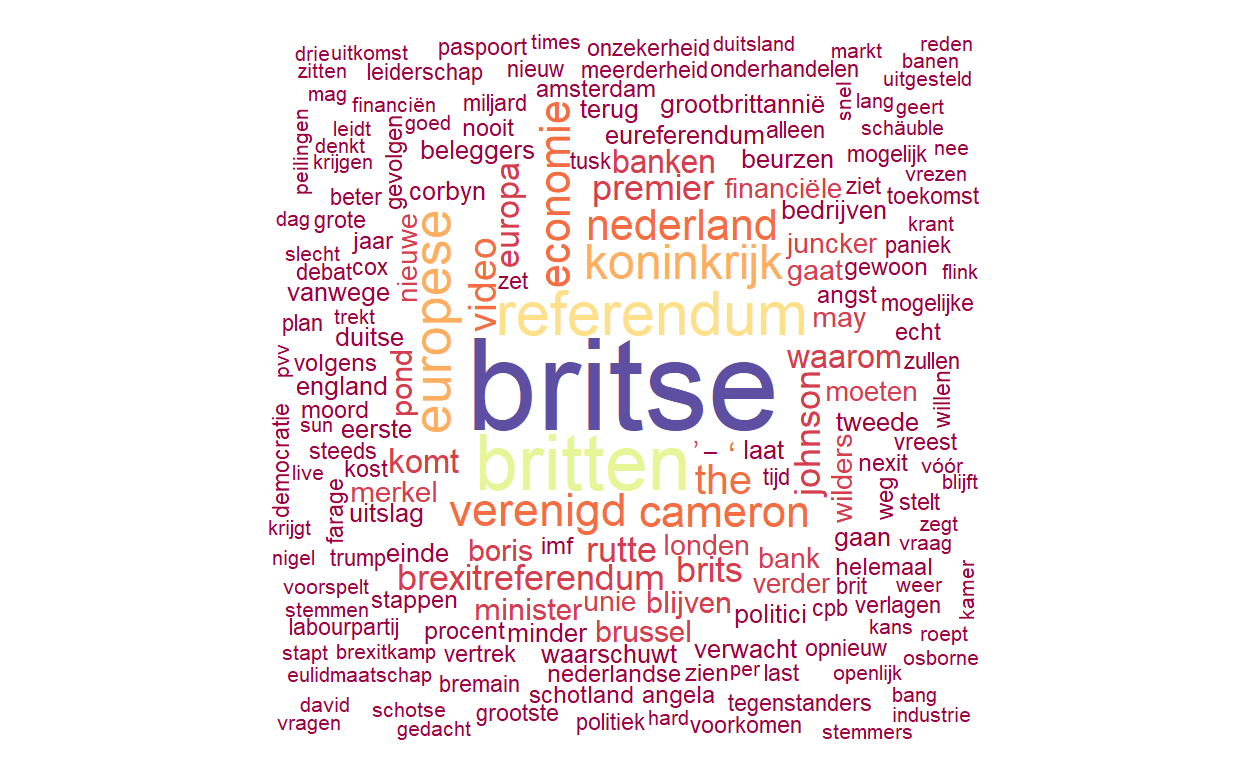 drie uitkomst paspoort times onzekerheid duitsland markt reden
zitten leiderschap nieuw meerderheid onderhandelen banen
uitgesteld
mag financiën miljard amsterdam terug grootbrittannië snel lang geert
peilingen leidt gevolgen goed nooit economie eureferendum alleen schäuble
denkt krijgen beleggers tusk banken beurzen mogelijk nee
beter corbyn europa premier financiële ziet vrezen toekomst
dag grote europese nederland bedrijven krant
slecht jaar nieuwe video koninkrijk juncker paniek
debat cox zet gaat gewoon flink
vanwege referendum angst mogelijke
plan trekt may echt
pvv duitse britse waarom zullen
volgens pond johnson moeten willen
england
moord tweede
democratie sun eerste britten ’ – ‘ laat wilders vreest
steeds komt the tijd nexit vóór
live kost merkel weg blijft
krijgt farage uitslag verenigd cameron stelt
zegt
nigel trump einde boris imf rutte londen bank gaan vraag
voorspelt brexitreferendum brits verder helemaal brit weer kamer
stemmen stappen minister unie blijven politici cpb verlagen
labourpartij procent minder brussel kans roept
stapt brexitkamp vertrek waarschuwt verwacht opnieuw osborne
eulidmaatschap bremain nederlandse zien per last openlijk
david schotse grootste schotland angela tegenstanders bang
vragen gedacht politiek hard voorkomen industrie
stemmers